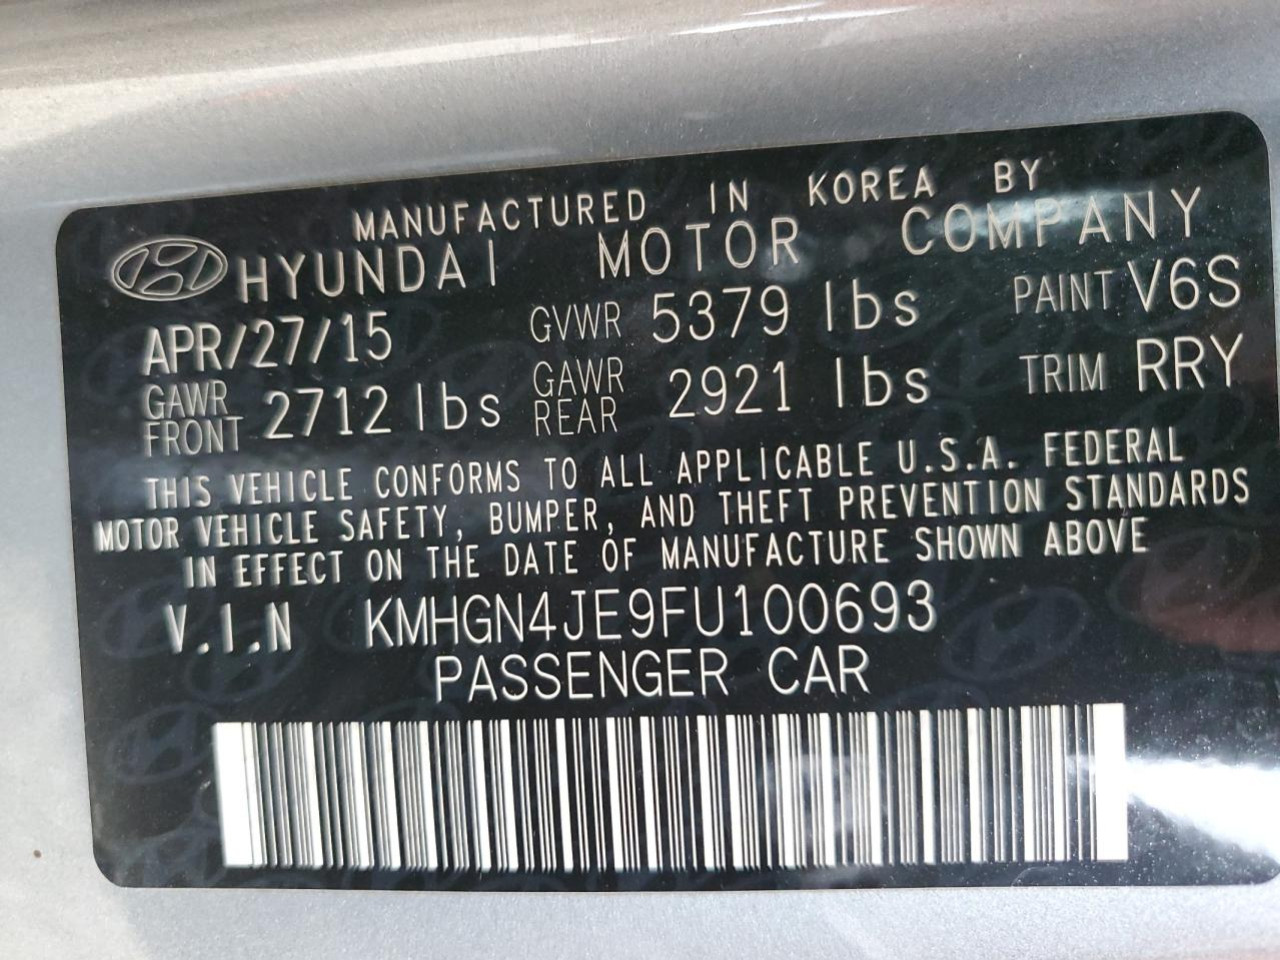 MANUFACTURED IN KOREA BY
HYUNDAI MOTOR COMPANY
APR/27/15 GVWR 5379 lbs PAINT V6S
GAWR FRONT 2712 lbs GAWR REAR 2921 lbs TRIM RRY
THIS VEHICLE CONFORMS TO ALL APPLICABLE U.S.A. FEDERAL
MOTOR VEHICLE SAFETY, BUMPER, AND THEFT PREVENTION STANDARDS
IN EFFECT ON THE DATE OF MANUFACTURE SHOWN ABOVE
V.I.N KMHGN4JE9FU100693
PASSENGER CAR